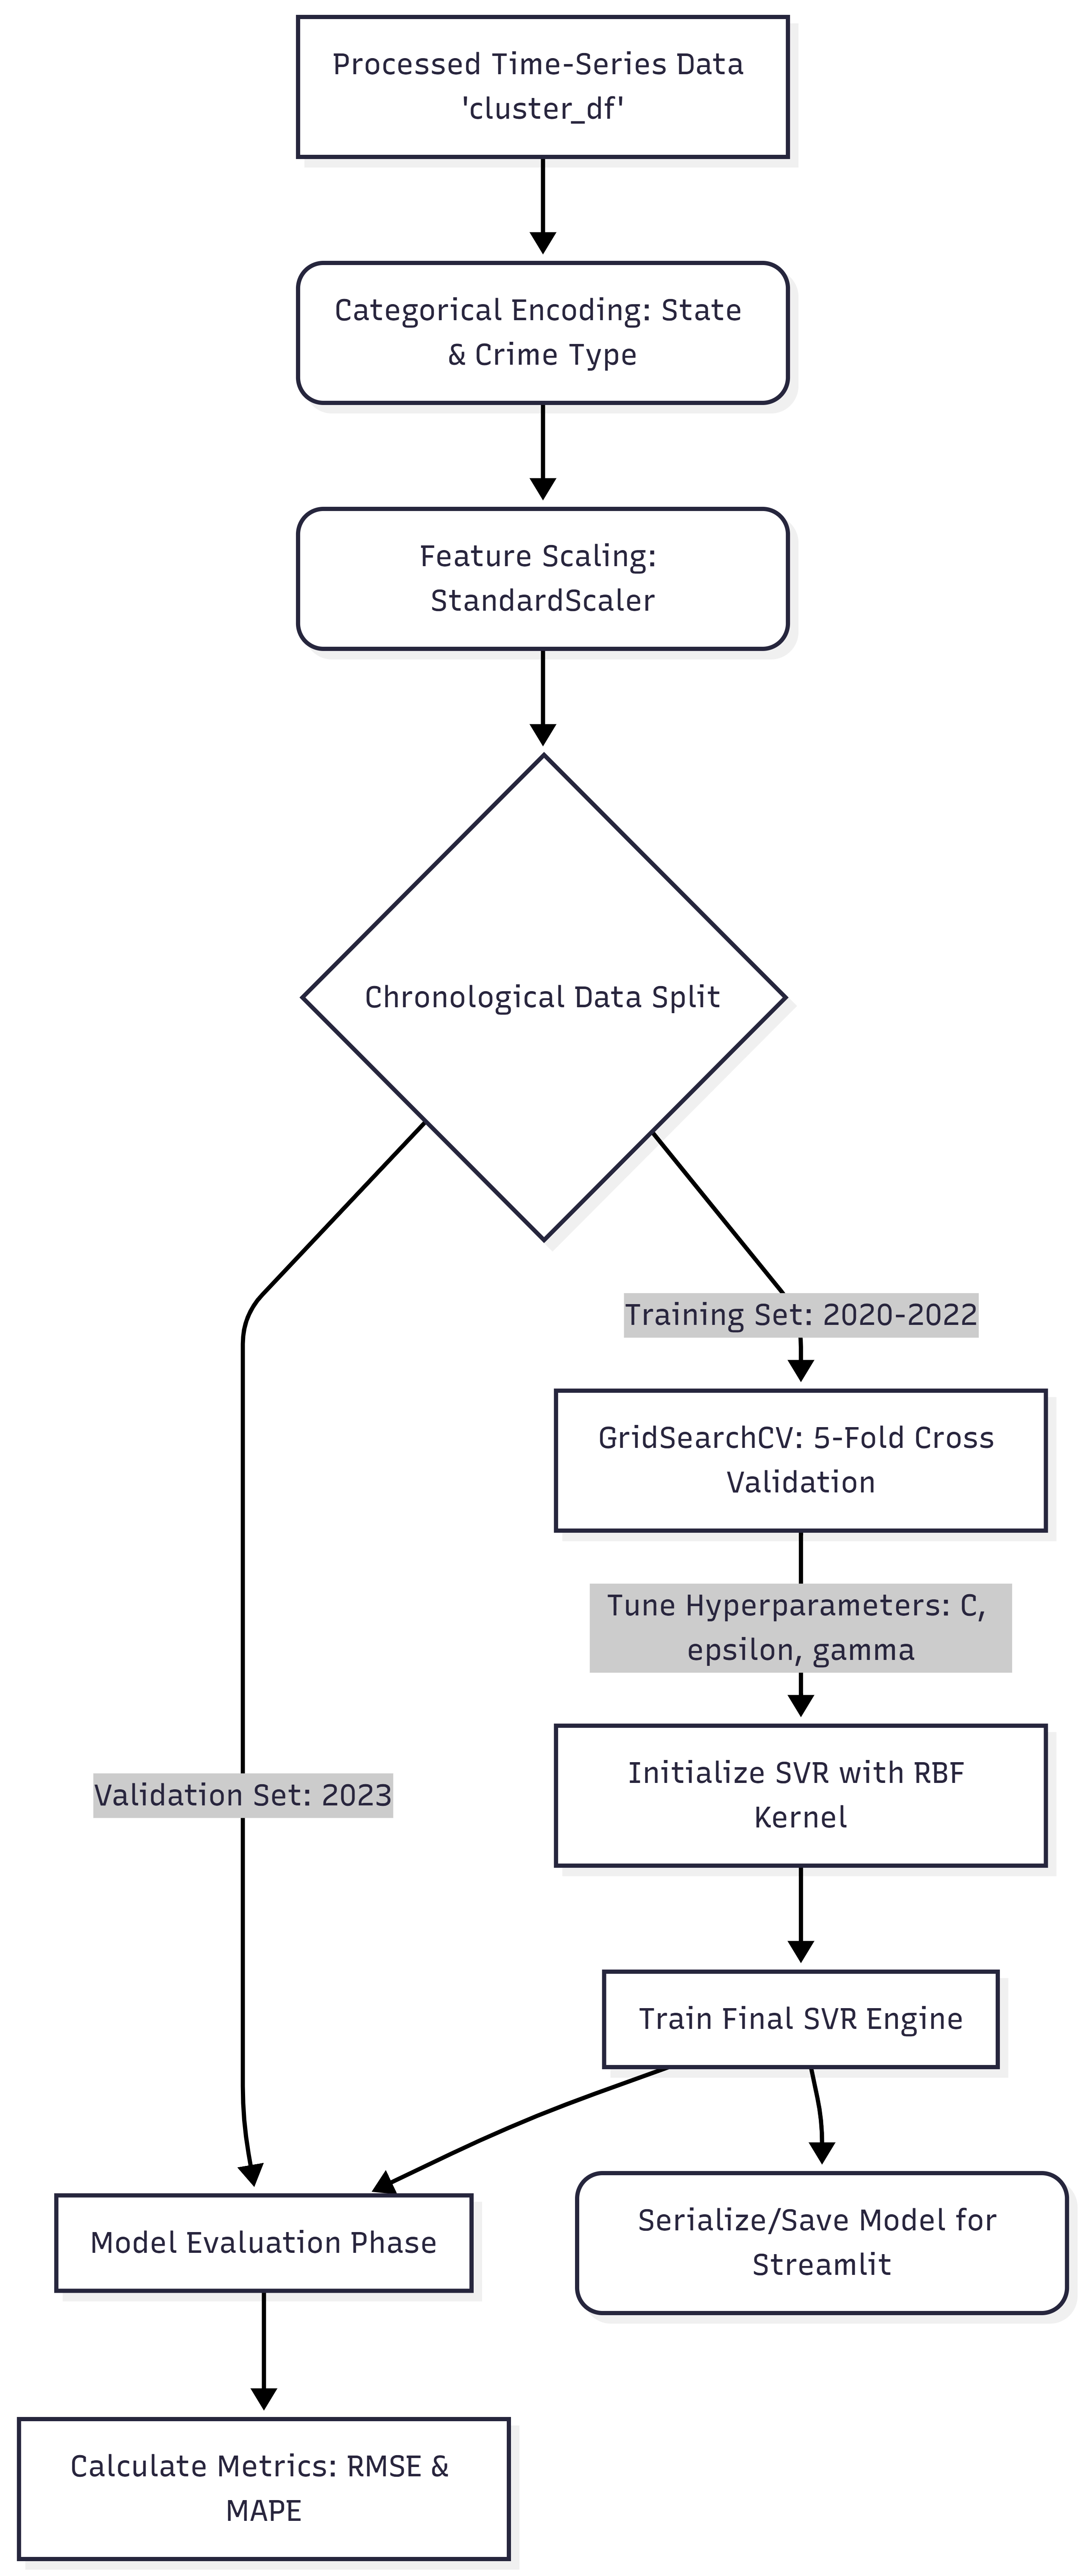 Processed Time-Series Data
'cluster_df'
Categorical Encoding: State
& Crime Type
Feature Scaling:
StandardScaler
Chronological Data Split
Training Set: 2020-2022
GridSearchCV: 5-Fold Cross
Validation
Tune Hyperparameters: C,
epsilon, gamma
Initialize SVR with RBF
Kernel
Validation Set: 2023
Train Final SVR Engine
Model Evaluation Phase
Serialize/Save Model for
Streamlit
Calculate Metrics: RMSE &
MAPE